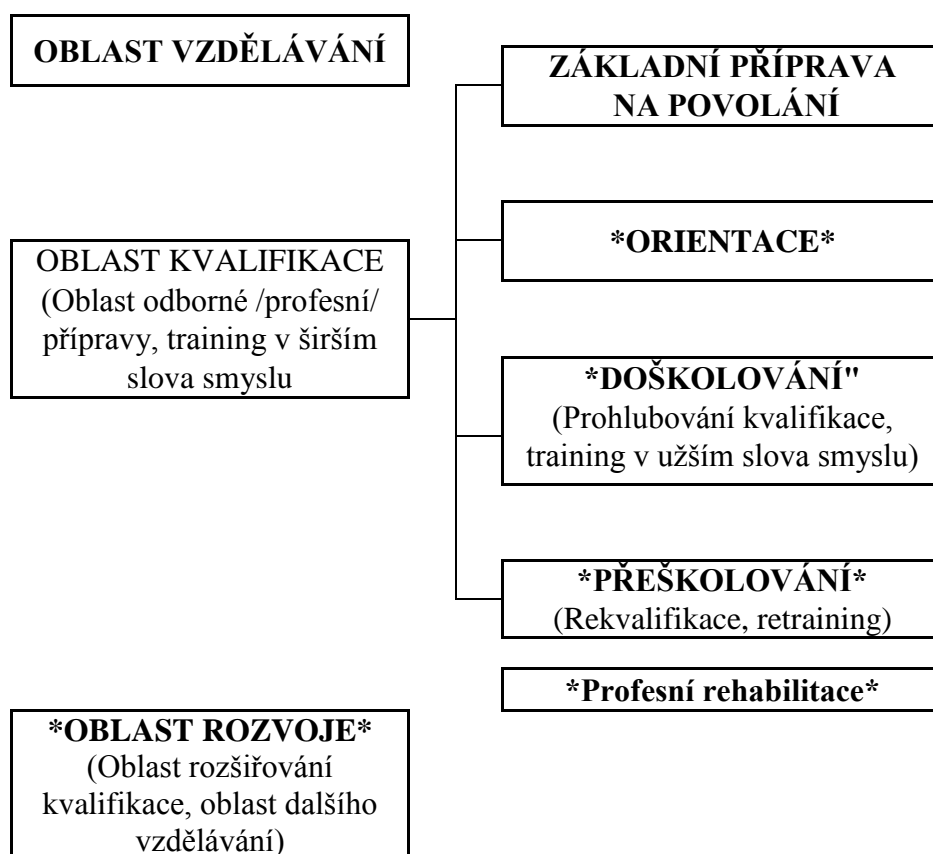 OBLAST VZDĚLÁVÁNÍ
ZÁKLADNÍ PŘÍPRAVA
NA POVOLÁNÍ
*ORIENTACE*
OBLAST KVALIFIKACE
(Oblast odborné /profesní/
přípravy, training v širším
slova smyslu
*DOŠKOLOVÁNÍ"
(Prohlubování kvalifikace,
training v užším slova smyslu)
*PŘEŠKOLOVÁNÍ*
(Rekvalifikace, retraining)
*Profesní rehabilitace*
*OBLAST ROZVOJE*
(Oblast rozšiřování
kvalifikace, oblast dalšího
vzdělávání)